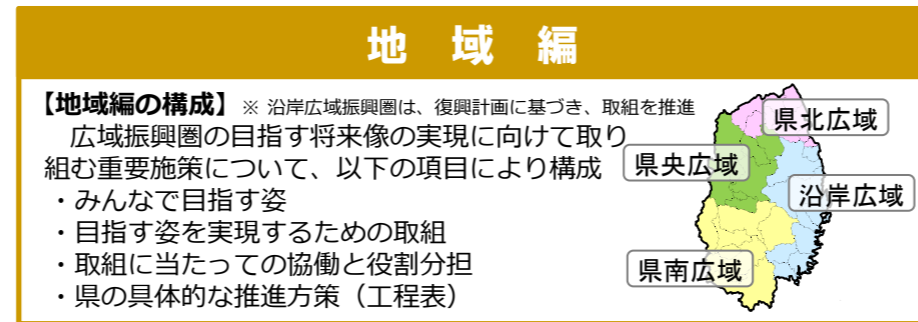 地 域 編
【地域編の構成】 ※ 沿岸広域振興圏は、復興計画に基づき、取組を推進
広域振興圏の目指す将来像の実現に向けて取り
組む重要施策について、以下の項目により構成
・みんなで目指す姿
・目指す姿を実現するための取組
・取組に当たっての協働と役割分担
・県の具体的な推進方策（工程表）
県北広域
県央広域
沿岸広域
県南広域